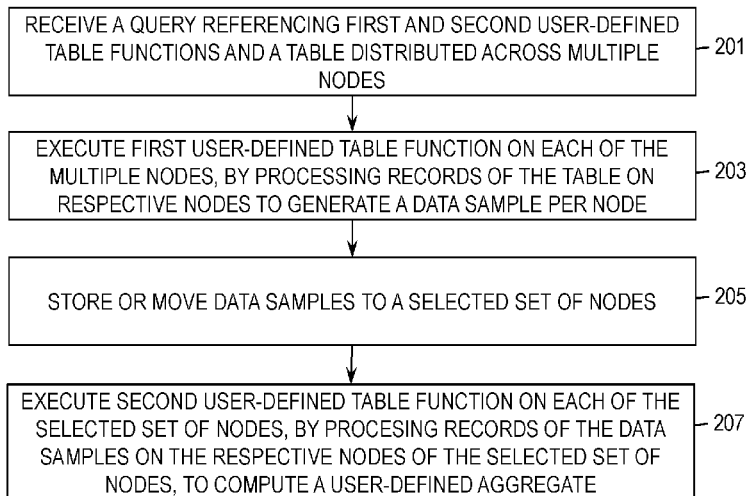 RECEIVE A QUERY REFERENCING FIRST AND SECOND USER-DEFINED
TABLE FUNCTIONS AND A TABLE DISTRIBUTED ACROSS MULTIPLE
NODES
201
EXECUTE FIRST USER-DEFINED TABLE FUNCTION ON EACH OF THE
MULTIPLE NODES, BY PROCESSING RECORDS OF THE TABLE ON
RESPECTIVE NODES TO GENERATE A DATA SAMPLE PER NODE
203
STORE OR MOVE DATA SAMPLES TO A SELECTED SET OF NODES
205
EXECUTE SECOND USER-DEFINED TABLE FUNCTION ON EACH OF THE
SELECTED SET OF NODES, BY PROCESING RECORDS OF THE DATA
SAMPLES ON THE RESPECTIVE NODES OF THE SELECTED SET OF
NODES, TO COMPUTE A USER-DEFINED AGGREGATE
207